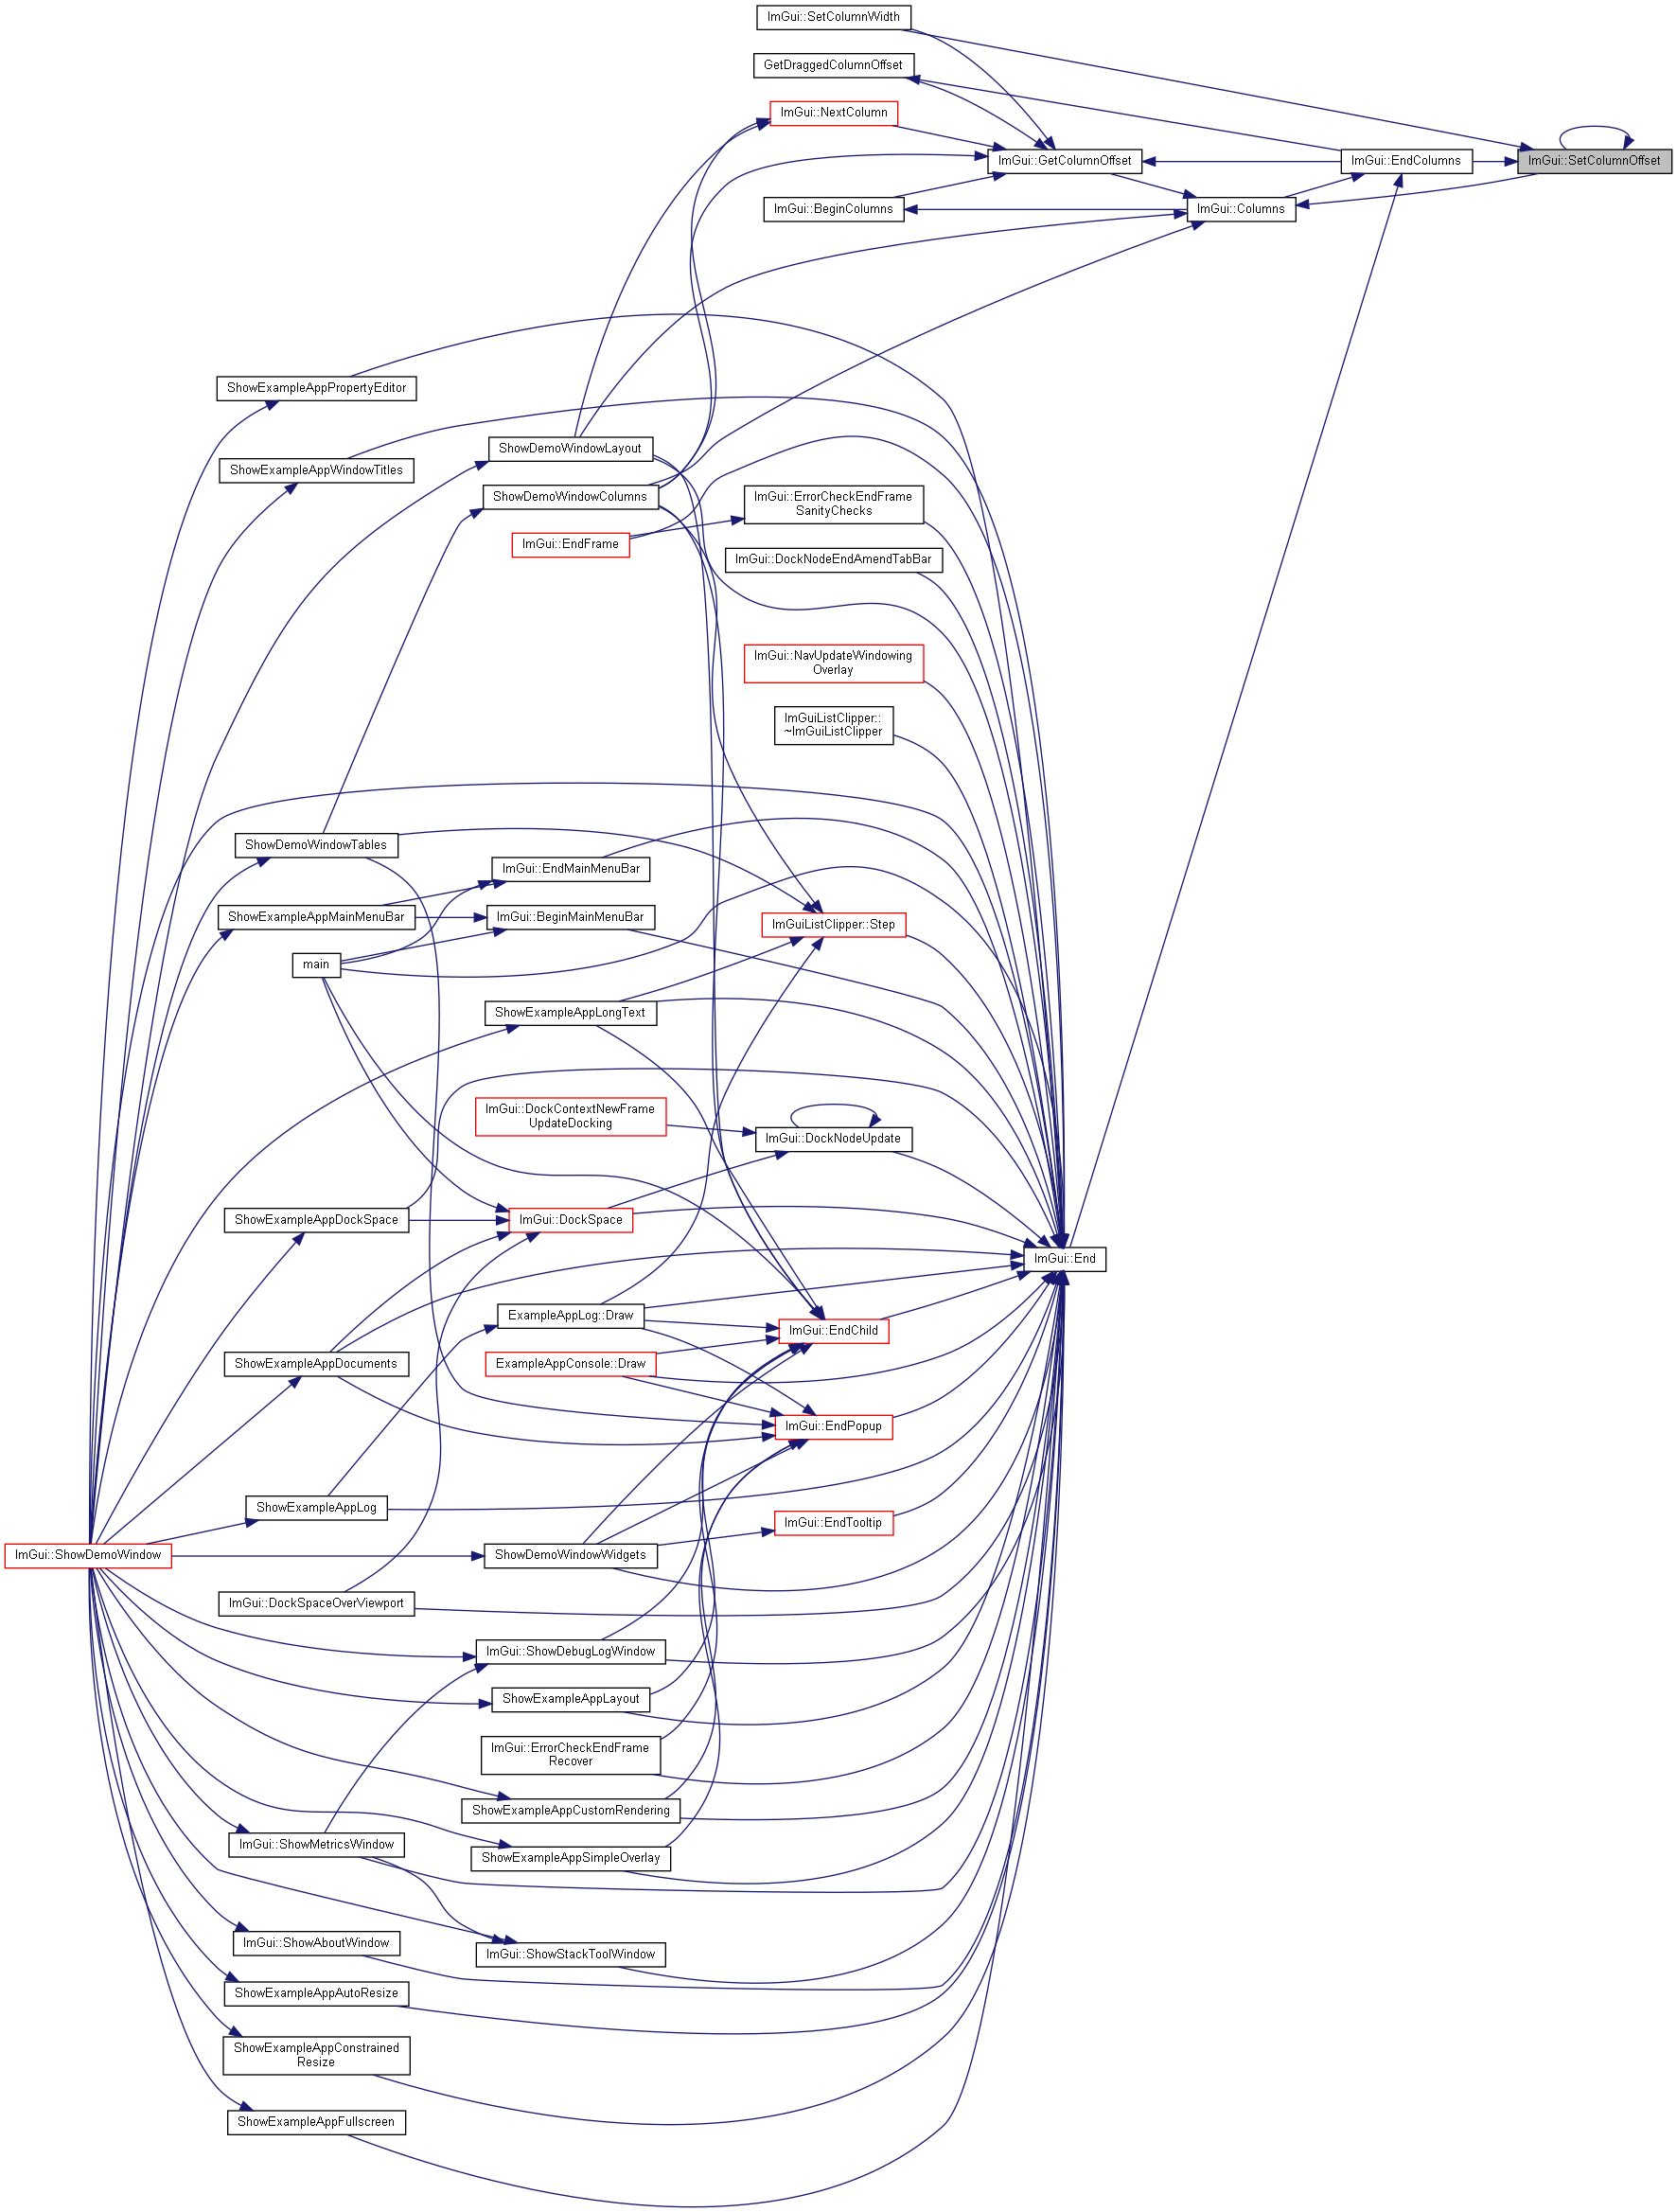 ImGui::SetColumnWidth
GetDraggedColumnOffset
ImGui::NextColumn
ImGui::GetColumnOffset
ImGui::EndColumns
ImGui::SetColumnOffset
ImGui::BeginColumns
ImGui::Columns
ShowExampleAppPropertyEditor
ShowDemoWindowLayout
ShowExampleAppWindowTitles
ShowDemoWindowColumns
ImGui::ErrorCheckEndFrame
SanityChecks
ImGui::EndFrame
ImGui::DockNodeEndAmendTabBar
ImGui::NavUpdateWindowing
Overlay
ImGuiListClipper::
~ImGuiListClipper
ShowDemoWindowTables
ImGui::EndMainMenuBar
ShowExampleAppMainMenuBar
ImGui::BeginMainMenuBar
ImGuiListClipper::Step
main
ShowExampleAppLongText
ImGui::DockContextNewFrame
UpdateDocking
ImGui::DockNodeUpdate
ShowExampleAppDockSpace
ImGui::DockSpace
ImGui::End
ExampleAppLog::Draw
ImGui::EndChild
ShowExampleAppDocuments
ExampleAppConsole::Draw
ImGui::EndPopup
ShowExampleAppLog
ImGui::EndTooltip
ImGui::ShowDemoWindow
ShowDemoWindowWidgets
ImGui::DockSpaceOverViewport
ImGui::ShowDebugLogWindow
ShowExampleAppLayout
ImGui::ErrorCheckEndFrame
Recover
ShowExampleAppCustomRendering
ImGui::ShowMetricsWindow
ShowExampleAppSimpleOverlay
ImGui::ShowAboutWindow
ImGui::ShowStackToolWindow
ShowExampleAppAutoResize
ShowExampleAppConstrained
Resize
ShowExampleAppFullscreen